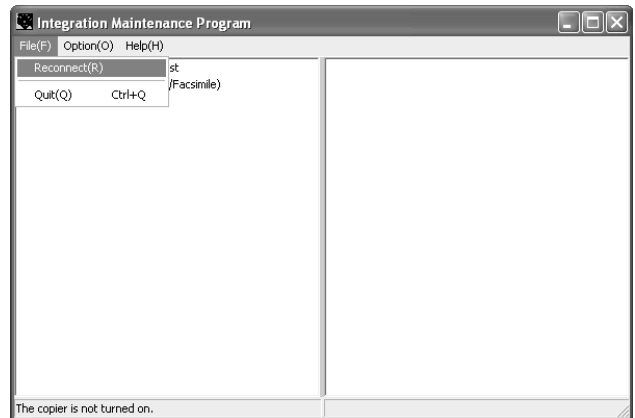 Integration Maintenance Program
File(F) Option(O) Help(H)
Reconnect(R) st
/Facsimile)
Quit(Q) Ctrl+Q
The copier is not turned on.